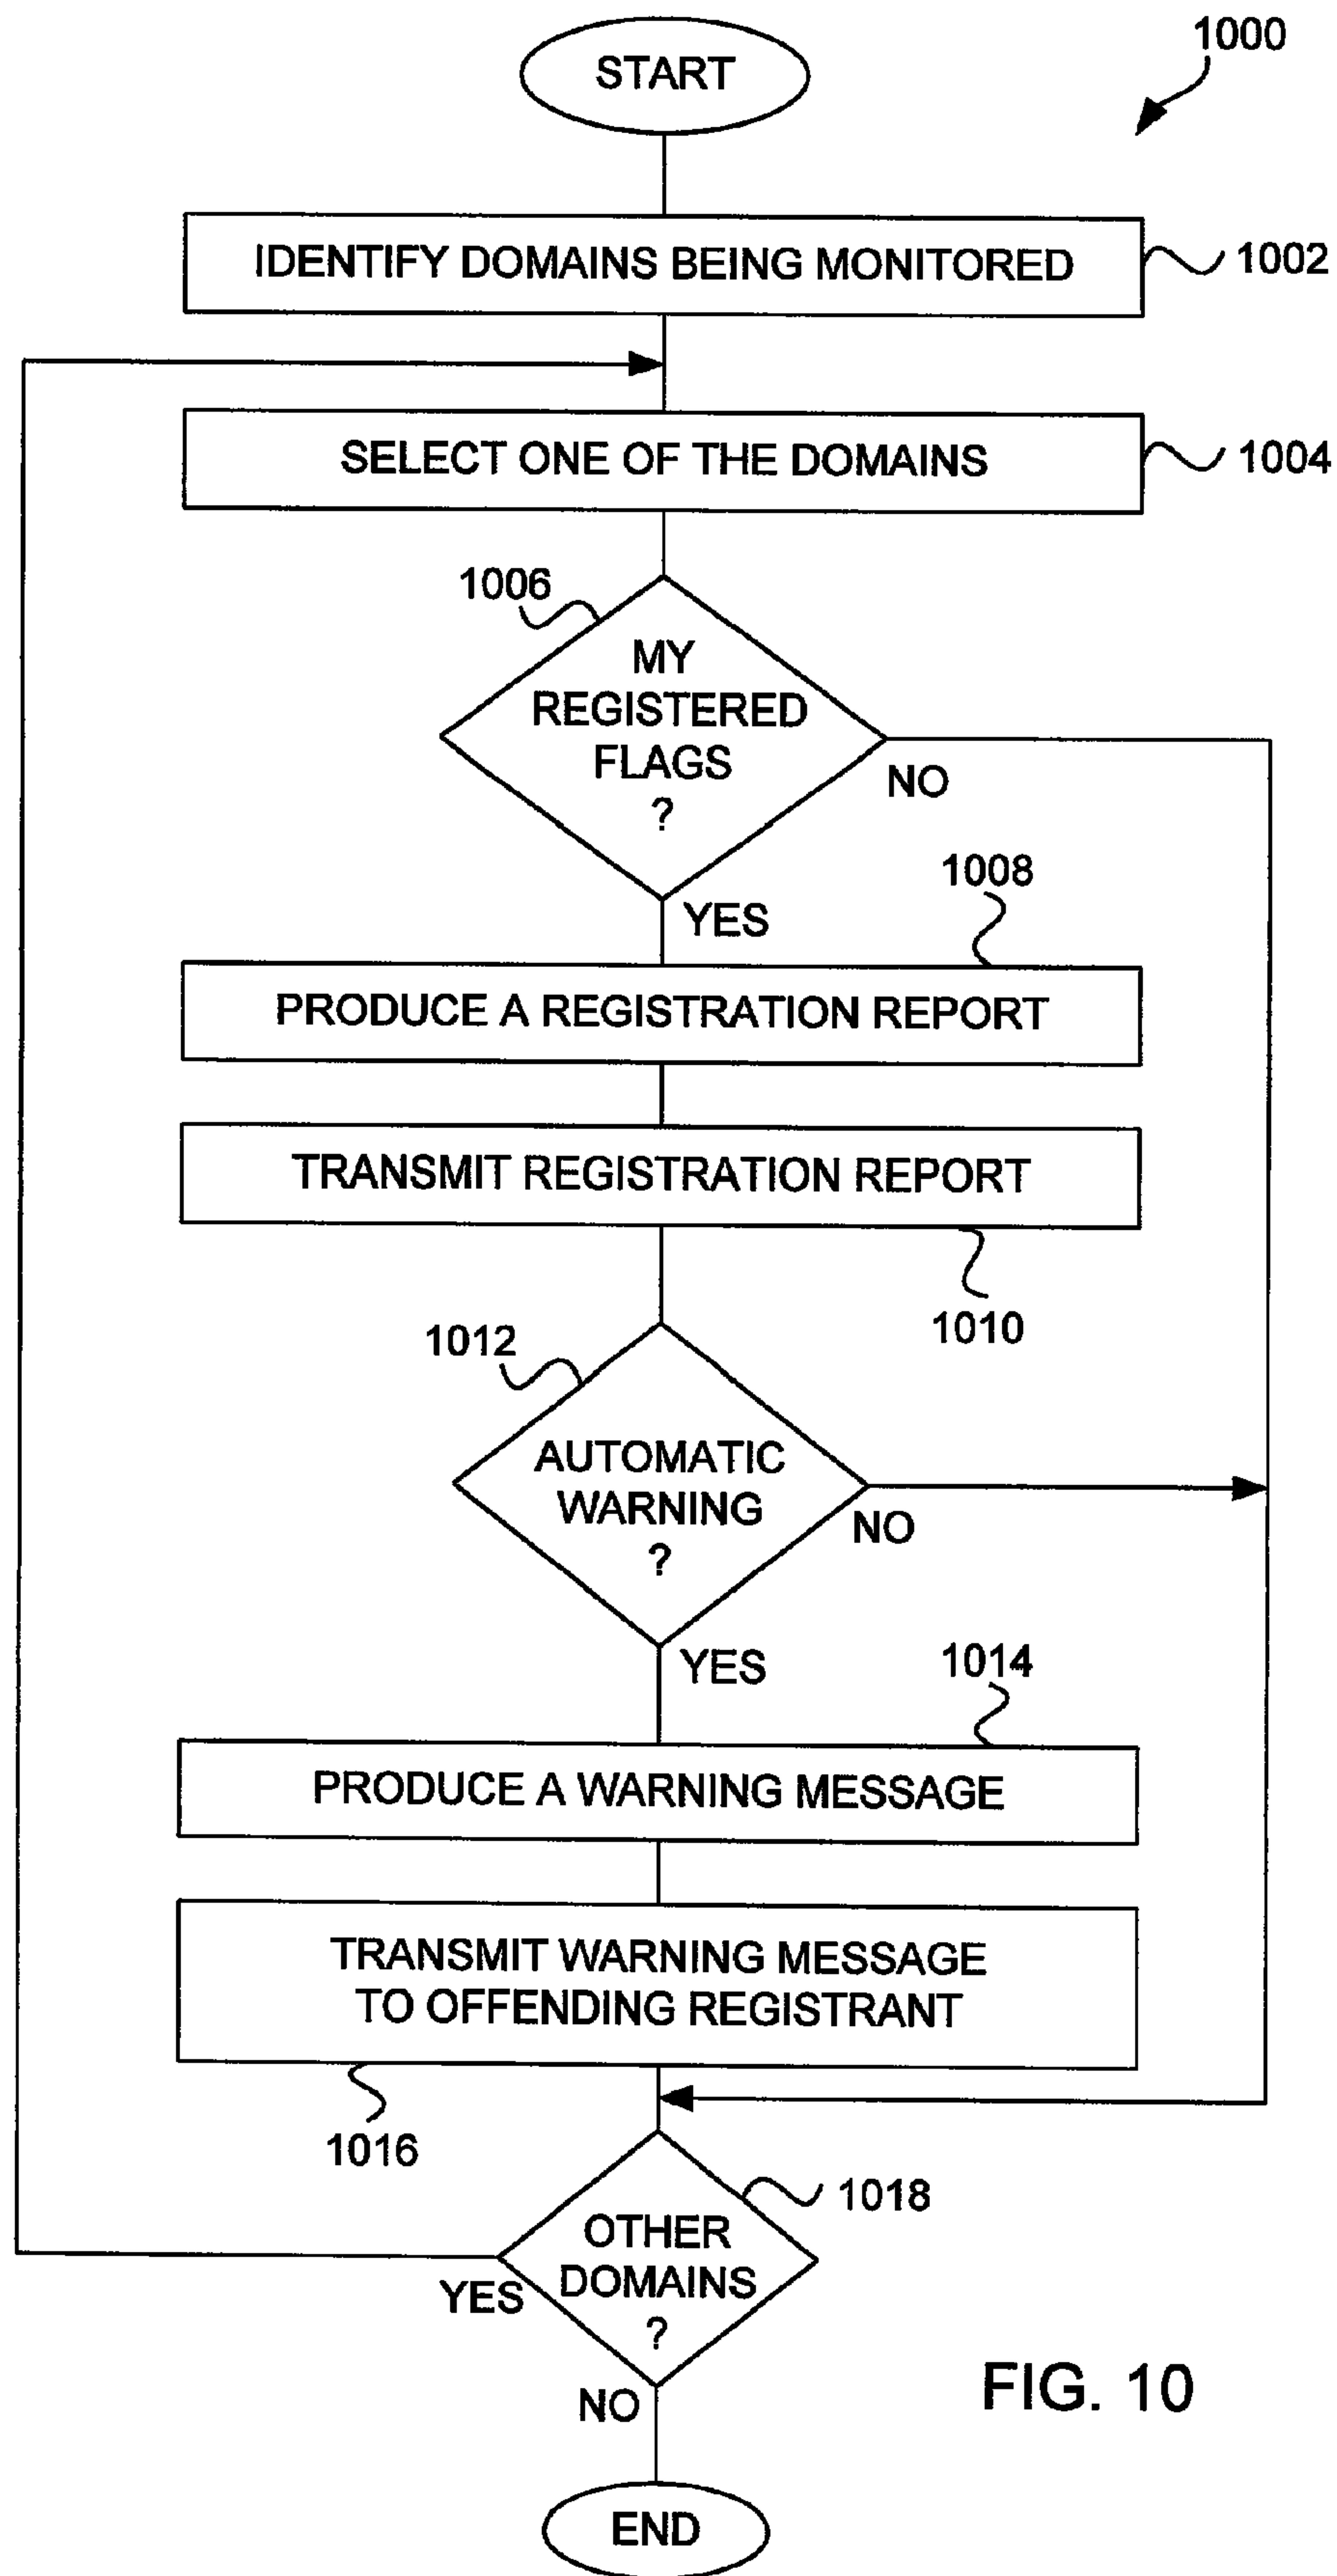 1000
START
IDENTIFY DOMAINS BEING MONITORED
1002
SELECT ONE OF THE DOMAINS
1004
1006
MY
REGISTERED
FLAGS
?
NO
YES
1008
PRODUCE A REGISTRATION REPORT
TRANSMIT REGISTRATION REPORT
1010
1012
AUTOMATIC
WARNING
?
NO
YES
1014
PRODUCE A WARNING MESSAGE
TRANSMIT WARNING MESSAGE
TO OFFENDING REGISTRANT
1016
1018
OTHER
DOMAINS
?
YES
NO
FIG. 10
END